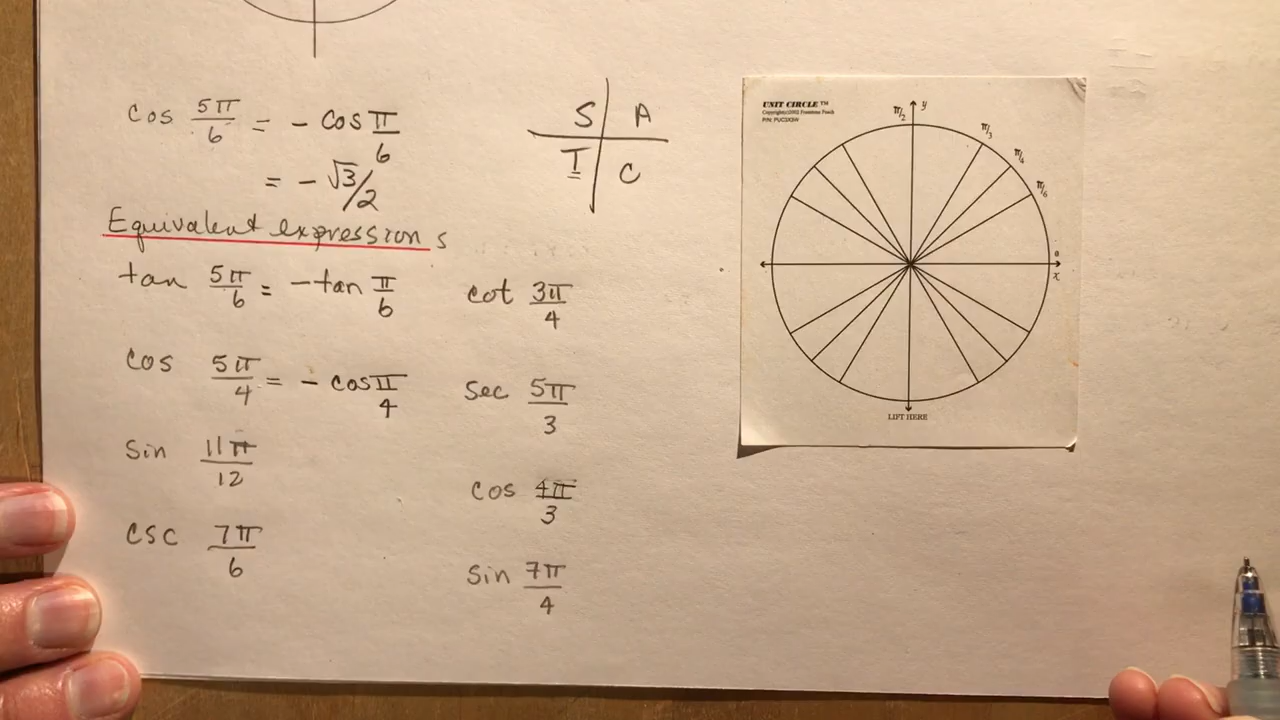 cos 5π/6 = - cos π/6
= - √3/2
S A
T C
Equivalent expressions
tan 5π/6 = -tan π/6
cos 5π/4 = - cos π/4
sin 11π/12
csc 7π/6
cot 3π/4
sec 5π/3
cos 4π/3
sin 7π/4
UNIT CIRCLE™
π/2 y
π/3
π/4
π/6
0
x
LIFT HERE